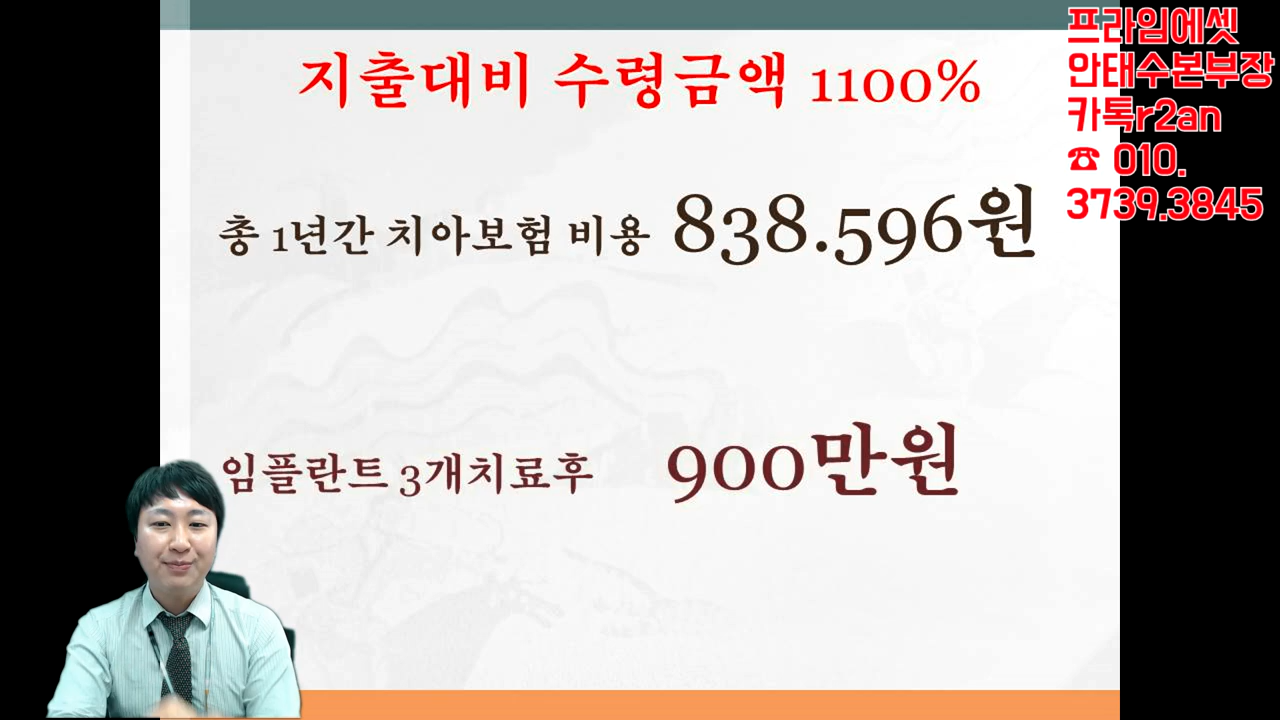 지출대비 수령금액 1100%
총 1년간 치아보험 비용 838.596원
임플란트 3개치료후 900만원
프라임에셋
안태수본부장
카톡r2an
☎ 010.
3739.3845